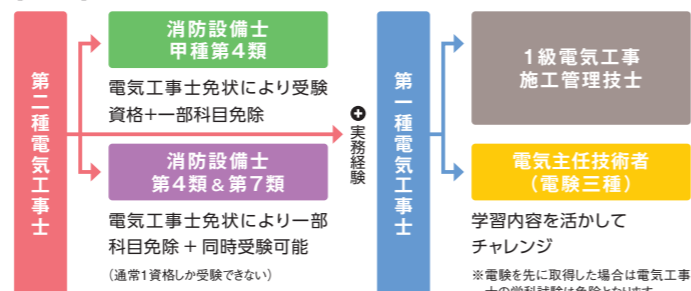 第二種電気工事士
消防設備士
甲種第4類
電気工事士免状により受験
資格+一部科目免除
消防設備士
第4類&第7類
電気工事士免状により一部
科目免除 + 同時受験可能
(通常1資格しか受験できない)
+実務経験
第一種電気工事士
1級電気工事
施工管理技士
電気主任技術者
(電験三種)
学習内容を活かして
チャレンジ
※電験を先に取得した場合は電気工事